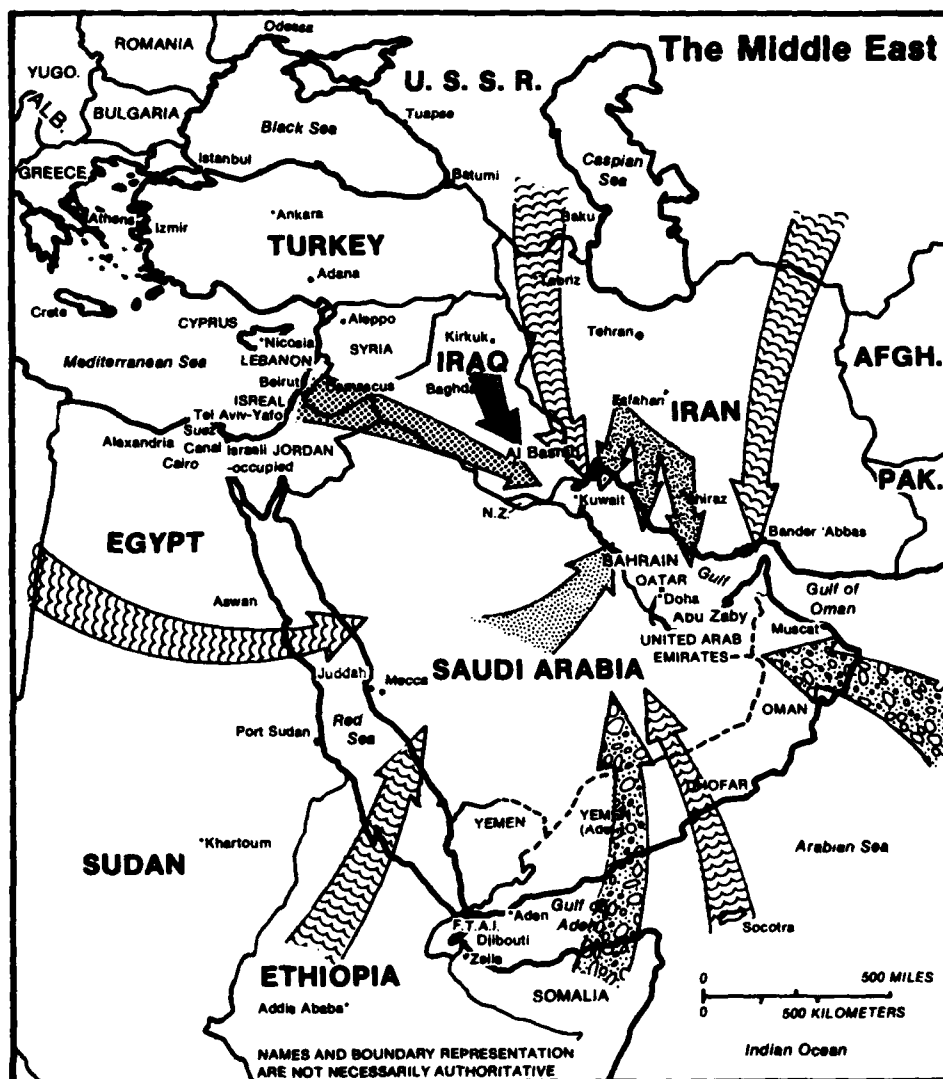 The Middle East
Odessa
ROMANIA
U. S. S. R.
YUGO.
ALB.
BULGARIA
Black Sea
Tuapse
Caspian
Sea
Istanbul
Batumi
GREECE
Athens
Izmir
Ankara
Baku
TURKEY
Tabriz
Adana
Crete
CYPRUS
Aleppo
Nicosia
Kirkuk
Tehran
Mediterranean Sea
LEBANON
SYRIA
IRAQ
AFGH.
Beirut
Damascus
ISREAL
Esfahan
IRAN
Tel Aviv-Yafo
Alexandria
Suez
Canal
Israeli
-occupied
JORDAN
Al Basrah
Cairo
PAK.
N.Z.
Kuwait
Shiraz
EGYPT
Bander 'Abbas
BAHRAIN
QATAR
Gulf
Doha
Abu Zaby
Gulf of
Oman
Aswan
Muscat
UNITED ARAB
EMIRATES
SAUDI ARABIA
Juddah
Mecca
OMAN
Port Sudan
Red
Sea
DHOFAR
YEMEN
YEMEN
SUDAN
Khartoum
Arabian Sea
Aden
Gulf of
Aden
F.T.A.I.
Djibouti
Socotra
Zeila
ETHIOPIA
SOMALIA
Addis Ababa
0 500 MILES
0 500 KILOMETERS
Indian Ocean
NAMES AND BOUNDARY REPRESENTATION
ARE NOT NECESSARILY AUTHORITATIVE